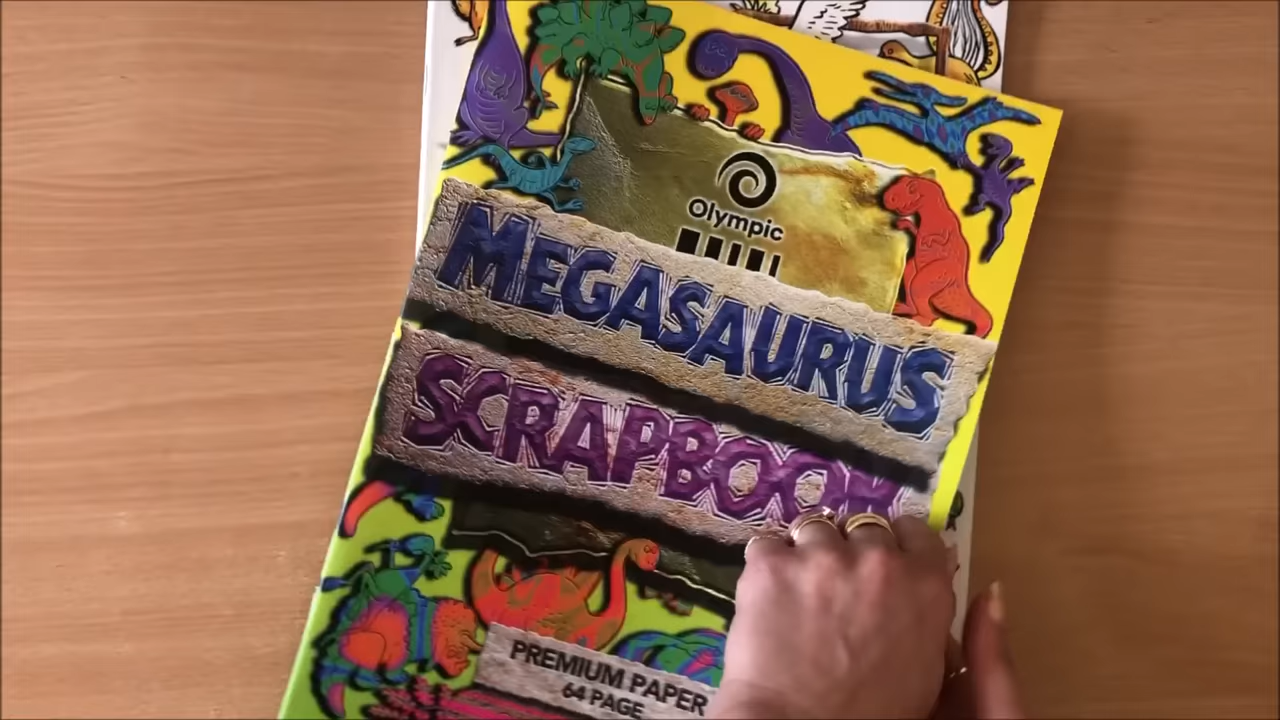 Olympic
MEGASAURUS
SCRAPBOOK
PREMIUM PAPER
64 PAGE